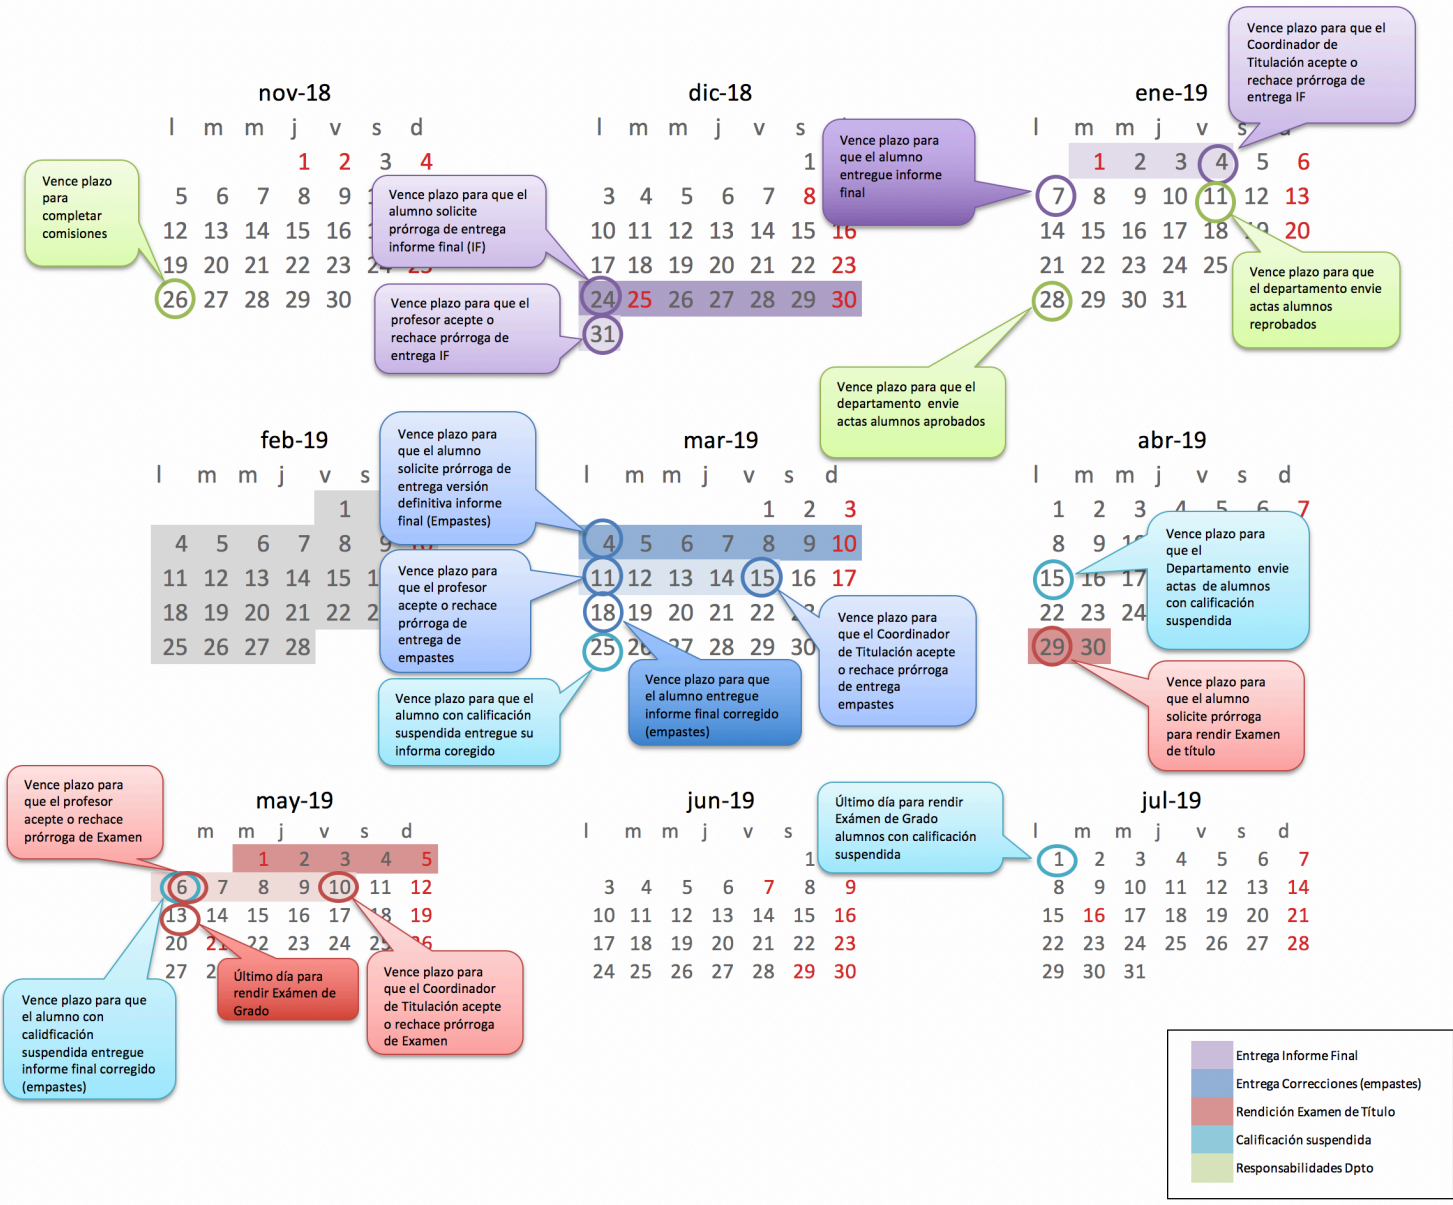 Vence plazo para que el
Coordinador de
Titulación acepte o
rechace prórroga de
entrega IF
nov-18
l m m j v s d
1 2 3 4
5 6 7 8 9
12 13 14 15 16
19 20 21 22 23 24 25
26 27 28 29 30
Vence plazo
para
completar
comisiones
Vence plazo para que el
alumno solicite
prórroga de entrega
informe final (IF)
Vence plazo para que el
profesor acepte o
rechace prórroga de
entrega IF
dic-18
l m m j v s
1
3 4 5 6 7 8
10 11 12 13 14 15 16
17 18 19 20 21 22 23
24 25 26 27 28 29 30
31
Vence plazo para
que el alumno
entregue informe
final
ene-19
l m m j v s d
1 2 3 4 5 6
7 8 9 10 11 12 13
14 15 16 17 18 19 20
21 22 23 24 25
28 29 30 31
Vence plazo para que
el departamento envie
actas alumnos
reprobados
Vence plazo para que el
departamento envie
actas alumnos aprobados
feb-19
l m m j v s
1
4 5 6 7 8 9 10
11 12 13 14 15
18 19 20 21 22
25 26 27 28
Vence plazo para
que el alumno
solicite prórroga de
entrega versión
definitiva informe
final (Empastes)
Vence plazo para
que el profesor
acepte o rechace
prórroga de
entrega de
empastes
Vence plazo para que el
alumno con calificación
suspendida entregue su
informa coregido
mar-19
l m m j v s d
1 2 3
4 5 6 7 8 9 10
11 12 13 14 15 16 17
18 19 20 21 22 23
25 26 27 28 29 30
Vence plazo para que
el alumno entregue
informe final corregido
(empastes)
Vence plazo para
que el Coordinador
de Titulación acepte
o rechace prórroga
de entrega
empastes
abr-19
l m m j v s d
1 2 3 4 5 6 7
8 9 10
15 16 17
22 23 24
29 30
Vence plazo para
que el
Departamento envie
actas de alumnos
con calificación
suspendida
Vence plazo para
que el alumno
solicite prórroga
para rendir Examen
de título
Vence plazo para
que el profesor
acepte o rechace
prórroga de Examen
may-19
m m j v s d
1 2 3 4 5
6 7 8 9 10 11 12
13 14 15 16 17 18 19
20 21 22 23 24 25 26
27 2
Vence plazo para que
el alumno con
calidficación
suspendida entregue
informe final corregido
(empastes)
Último día para
rendir Exámen de
Grado
Vence plazo para
que el Coordinador
de Titulación acepte
o rechace prórroga
de Examen
jun-19
l m m j v s
1
3 4 5 6 7 8 9
10 11 12 13 14 15 16
17 18 19 20 21 22 23
24 25 26 27 28 29 30
Último día para rendir
Exámen de Grado
alumnos con calificación
suspendida
jul-19
l m m j v s d
1 2 3 4 5 6 7
8 9 10 11 12 13 14
15 16 17 18 19 20 21
22 23 24 25 26 27 28
29 30 31
Entrega Informe Final
Entrega Correcciones (empastes)
Rendición Examen de Título
Calificación suspendida
Responsabilidades Dpto